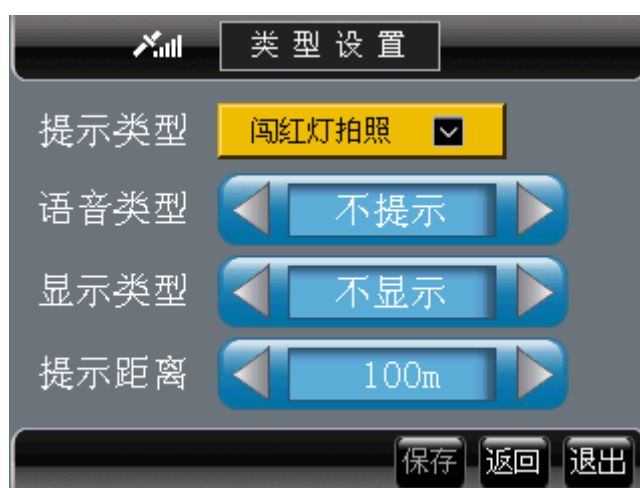 类型设置
提示类型 闯红灯拍照
语音类型 不提示
显示类型 不显示
提示距离 100m
保存 返回 退出